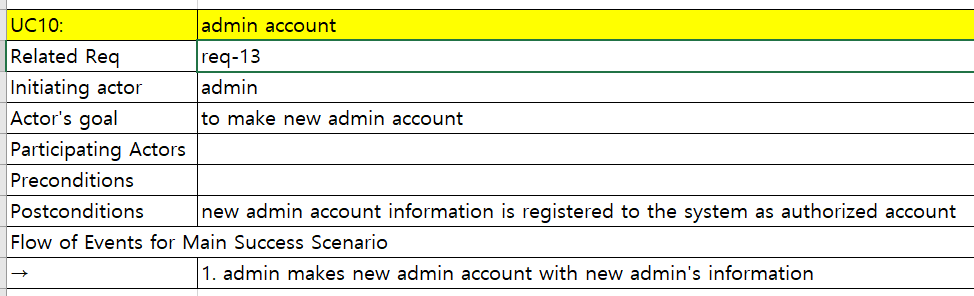 UC10: admin account
Related Req req-13
Initiating actor admin
Actor's goal to make new admin account
Participating Actors
Preconditions
Postconditions new admin account information is registered to the system as authorized account
Flow of Events for Main Success Scenario
→ 1. admin makes new admin account with new admin's information